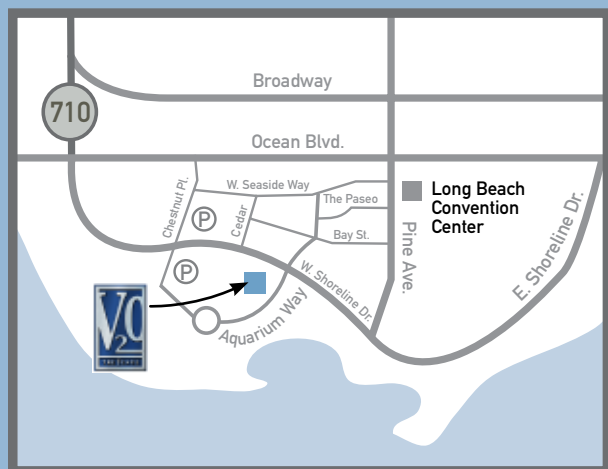 Broadway
710
Ocean Blvd.
Chestnut Pl.
W. Seaside Way
The Paseo
Long Beach
Convention
Center
P
Cedar
Bay St.
Pine Ave.
E. Shoreline Dr.
P
W. Shoreline Dr.
V2O
Aquarium Way